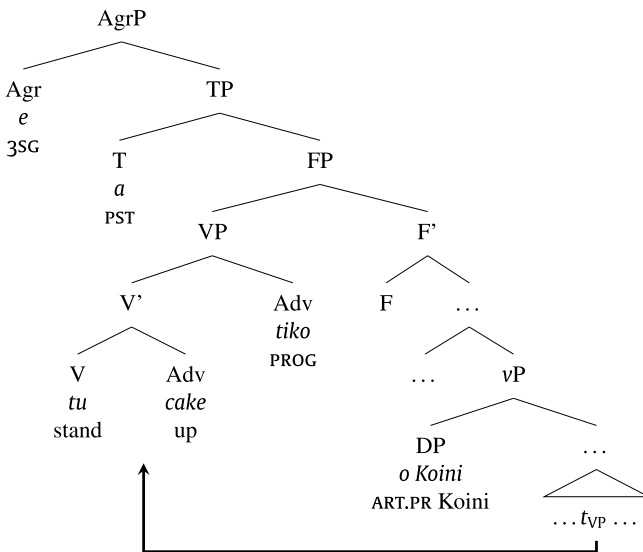 AgrP
Agr TP
e
3SG
T FP
a
PST
VP F’
V’ Adv F ...
tiko
PROG
V Adv ... vP
tu cake
stand up
DP ...
o Koini
ART.PR Koini
...tVP ...